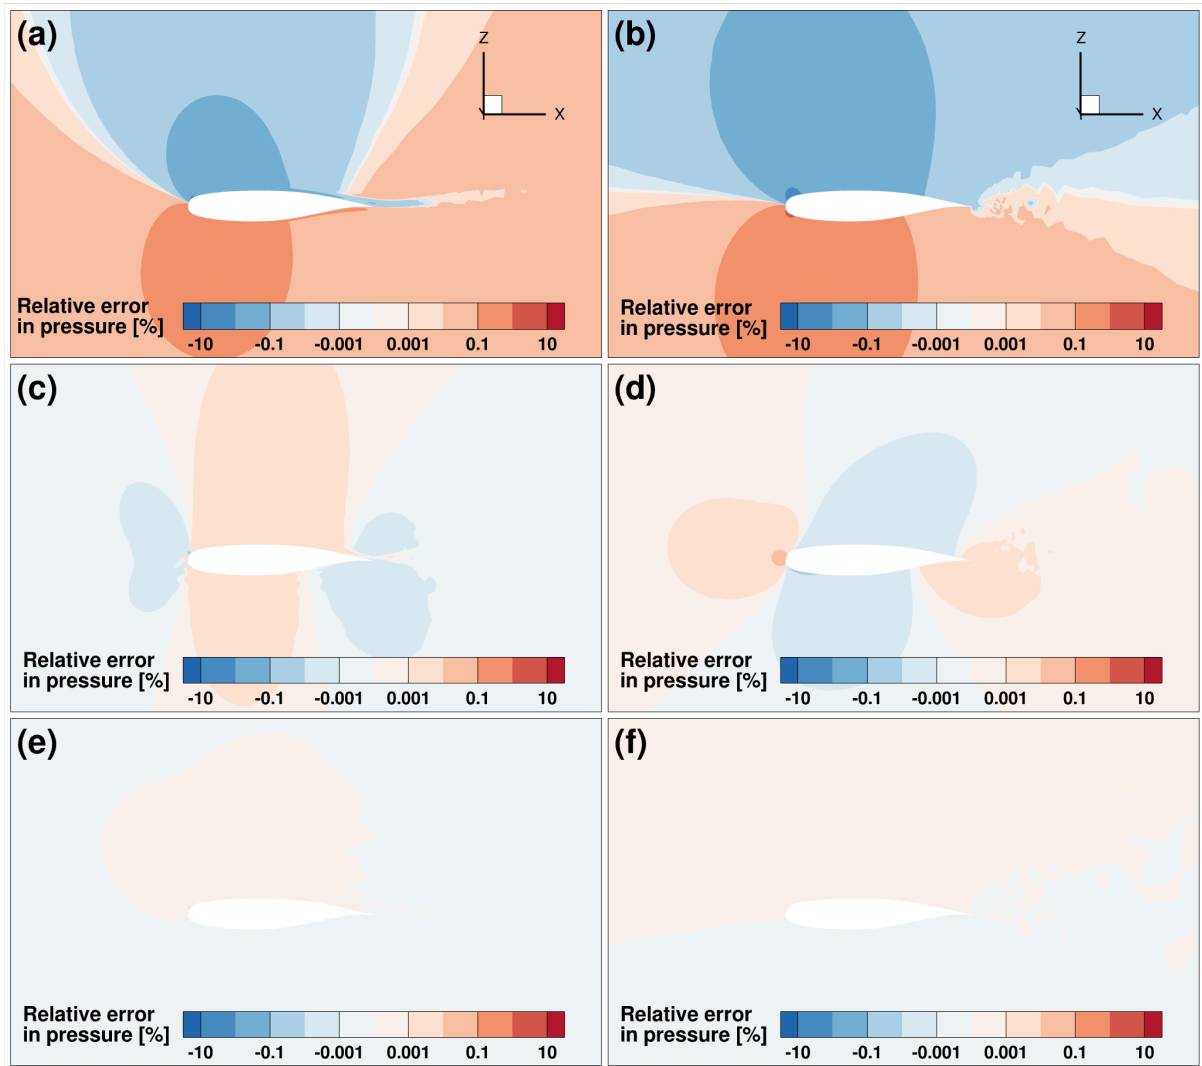 (a)
Z
X
Y
Relative error
in pressure [%]
-10 -0.1 -0.001 0.001 0.1 10
(b)
Z
X
Y
Relative error
in pressure [%]
-10 -0.1 -0.001 0.001 0.1 10
(c)
Relative error
in pressure [%]
-10 -0.1 -0.001 0.001 0.1 10
(d)
Relative error
in pressure [%]
-10 -0.1 -0.001 0.001 0.1 10
(e)
Relative error
in pressure [%]
-10 -0.1 -0.001 0.001 0.1 10
(f)
Relative error
in pressure [%]
-10 -0.1 -0.001 0.001 0.1 10